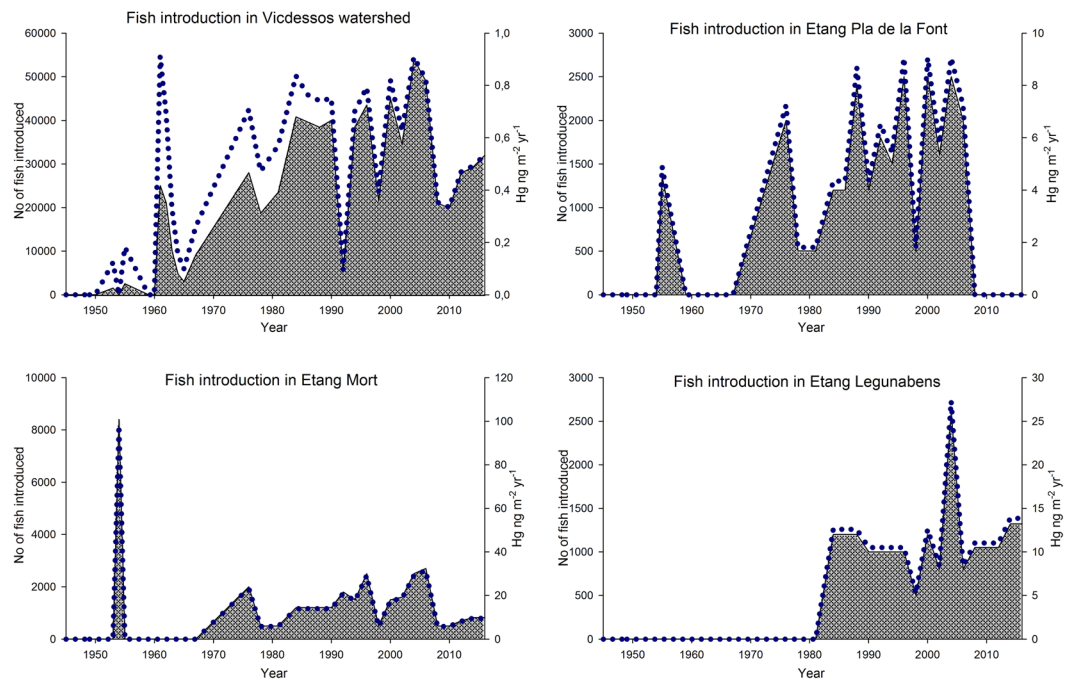 Fish introduction in Vicdessos watershed
60000
50000
40000
30000
20000
10000
0
No of fish introduced
1,0
0,8
0,6
0,4
0,2
0,0
Hg ng m⁻² yr⁻¹
1950 1960 1970 1980 1990 2000 2010
Year
Fish introduction in Etang Pla de la Font
3000
2500
2000
1500
1000
500
0
No of fish introduced
10
8
6
4
2
0
Hg ng m⁻² yr⁻¹
1950 1960 1970 1980 1990 2000 2010
Year
Fish introduction in Etang Mort
10000
8000
6000
4000
2000
0
No of fish introduced
120
100
80
60
40
20
0
Hg ng m⁻² yr⁻¹
1950 1960 1970 1980 1990 2000 2010
Year
Fish introduction in Etang Legunabens
3000
2500
2000
1500
1000
500
0
No of fish introduced
30
25
20
15
10
5
0
Hg ng m⁻² yr⁻¹
1950 1960 1970 1980 1990 2000 2010
Year